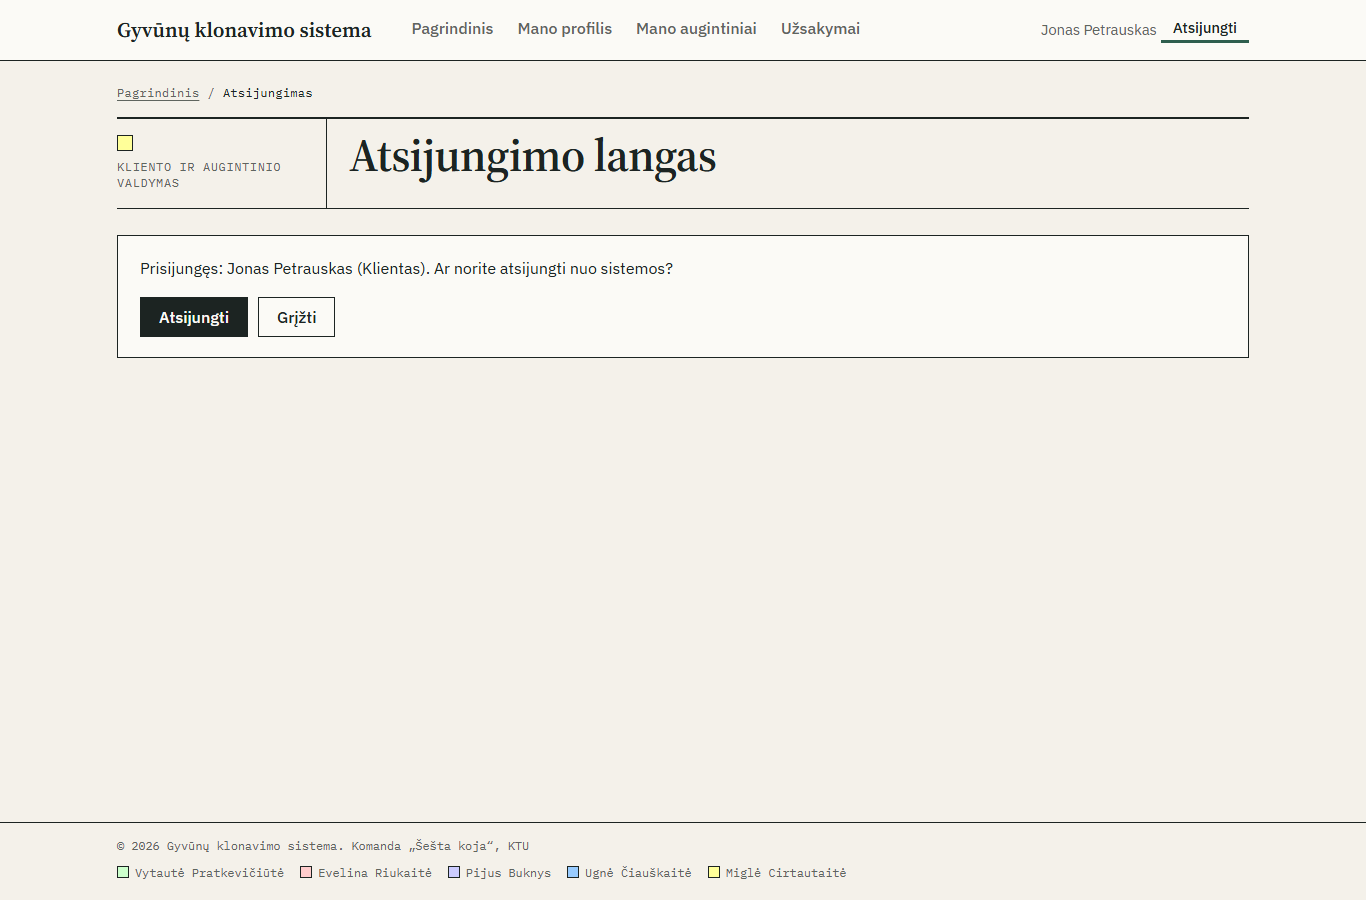 Gyvūnų klonavimo sistema
Pagrindinis
Mano profilis
Mano augintiniai
Užsakymai
Jonas Petrauskas
Atsijungti
Pagrindinis / Atsijungimas
KLIENTO IR AUGINTINIO
VALDYMAS
Atsijungimo langas
Prisijungęs: Jonas Petrauskas (Klientas). Ar norite atsijungti nuo sistemos?
Atsijungti
Grįžti
© 2026 Gyvūnų klonavimo sistema. Komanda „Šešta koja“, KTU
Vytautė Pratkevičiūtė
Evelina Riukaitė
Pijus Buknys
Ugnė Čiauškaitė
Miglė Cirtautaitė